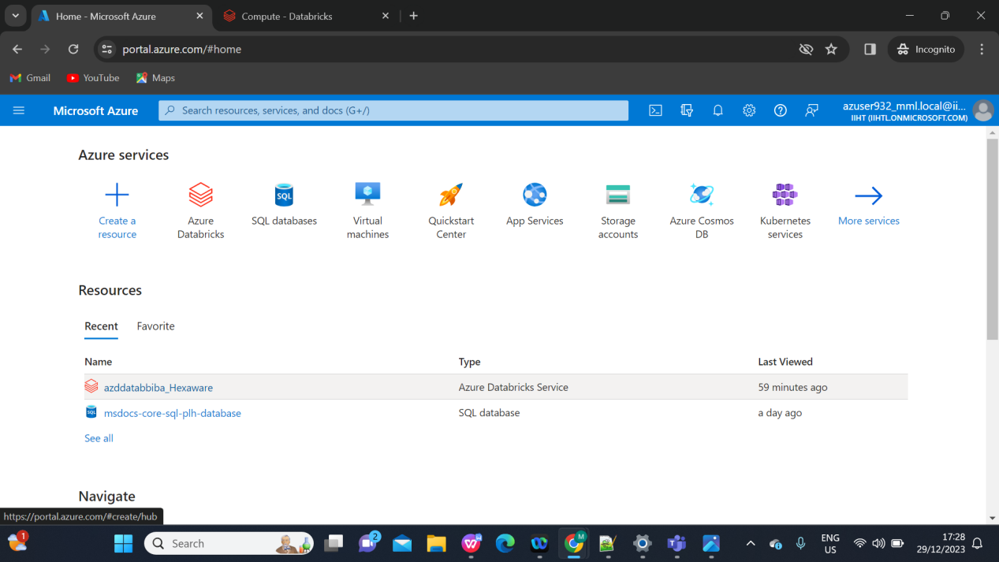 Home - Microsoft Azure
Compute - Databricks
portal.azure.com/#home
Incognito
Gmail
YouTube
Maps
Microsoft Azure
Search resources, services, and docs (G+/)
azuser932_mml.local@ii...
IIHT (IIHTL.ONMICROSOFT.COM)
Azure services
Create a
resource
Azure
Databricks
SQL
SQL databases
Virtual
machines
Quickstart
Center
App Services
Storage
accounts
Azure Cosmos
DB
Kubernetes
services
More services
Resources
Recent
Favorite
Name
Type
Last Viewed
azddatabbiba_Hexaware
Azure Databricks Service
59 minutes ago
SQL
msdocs-core-sql-plh-database
SQL database
a day ago
See all
Navigate
https://portal.azure.com/#create/hub
1
Search
2
M
ENG
US
17:28
29/12/2023